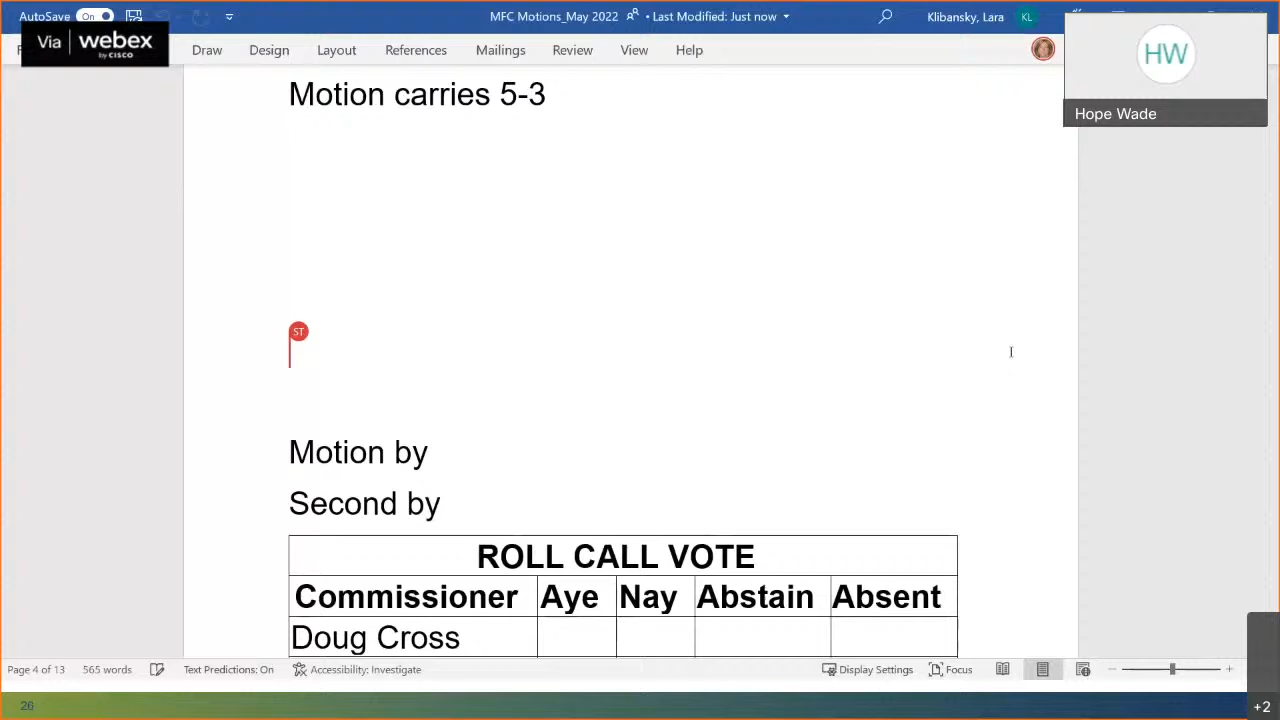 AutoSave On
MFC Motions_May 2022 • Last Modified: Just now
Klibansky, Lara KL
Via webex
by CISCO
Draw Design Layout References Mailings Review View Help
HW
Hope Wade
Motion carries 5-3
ST
Motion by
Second by
ROLL CALL VOTE
Commissioner Aye Nay Abstain Absent
Doug Cross
Page 4 of 13 565 words Text Predictions: On Accessibility: Investigate Display Settings Focus
26
+2